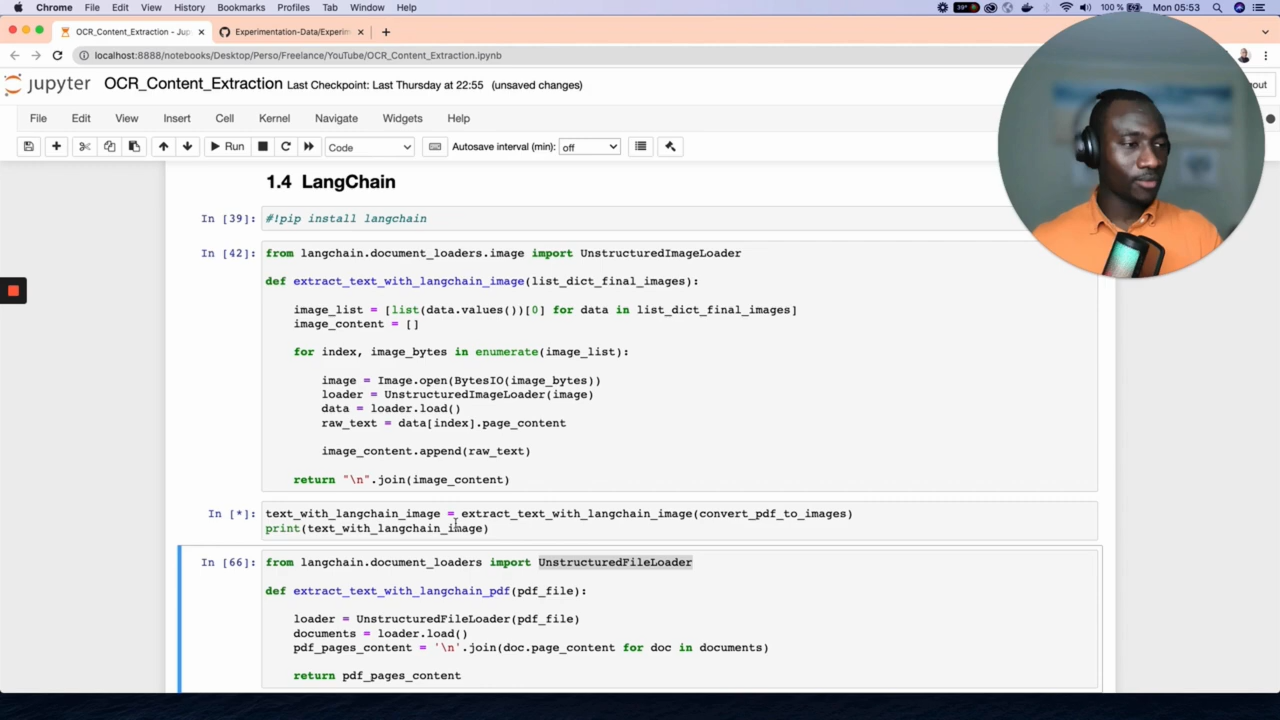 Chrome File Edit View History Bookmarks Profiles Tab Window Help 39° 100 % Mon 05:53
OCR_Content_Extraction - Jup Experimentation-Data/Experim
localhost:8888/notebooks/Desktop/Perso/Freelance/YouTube/OCR_Content_Extraction.ipynb
jupyter OCR_Content_Extraction Last Checkpoint: Last Thursday at 22:55 (unsaved changes) out
File Edit View Insert Cell Kernel Navigate Widgets Help
Run Code Autosave interval (min): off
1.4 LangChain
In [39]: #!pip install langchain
In [42]: from langchain.document_loaders.image import UnstructuredImageLoader
def extract_text_with_langchain_image(list_dict_final_images):
image_list = [list(data.values())[0] for data in list_dict_final_images]
image_content = []
for index, image_bytes in enumerate(image_list):
image = Image.open(BytesIO(image_bytes))
loader = UnstructuredImageLoader(image)
data = loader.load()
raw_text = data[index].page_content
image_content.append(raw_text)
return "\n".join(image_content)
In [*]: text_with_langchain_image = extract_text_with_langchain_image(convert_pdf_to_images)
print(text_with_langchain_image)
In [66]: from langchain.document_loaders import UnstructuredFileLoader
def extract_text_with_langchain_pdf(pdf_file):
loader = UnstructuredFileLoader(pdf_file)
documents = loader.load()
pdf_pages_content = '\n'.join(doc.page_content for doc in documents)
return pdf_pages_content